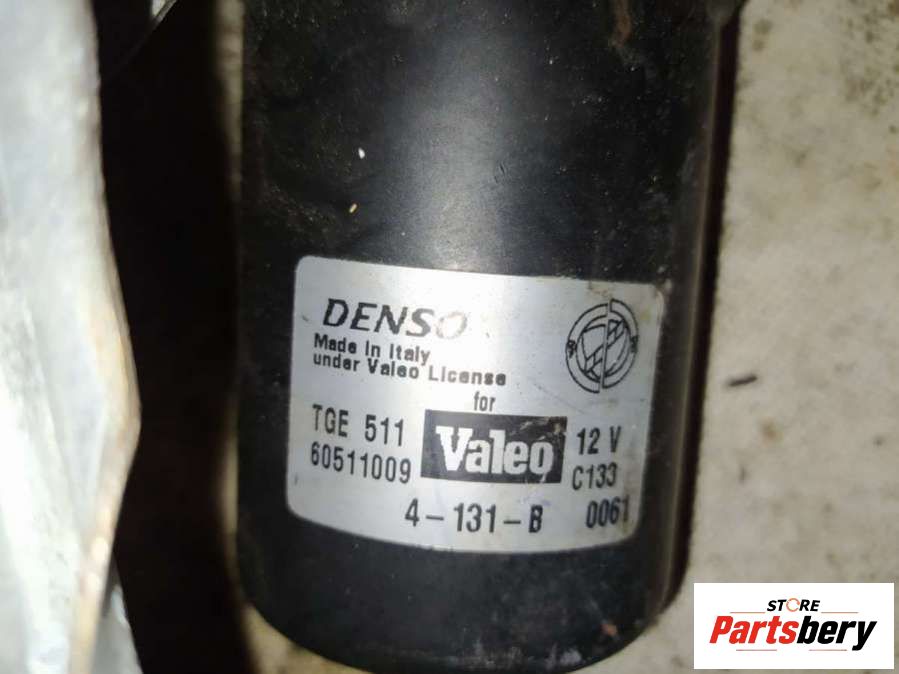 DENSO
Made in Italy
under Valeo License
for
TGE 511 Valeo 12 V
60511009 C133
4-131-B 0061
STORE
Partsbery